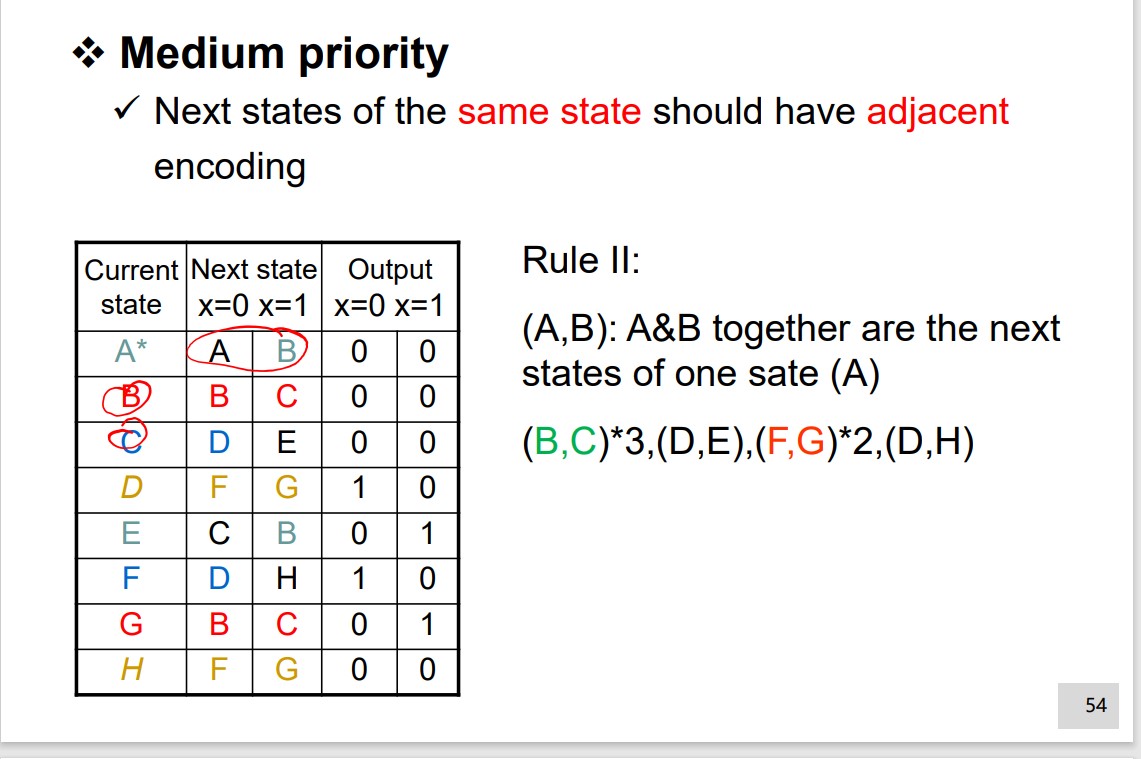 ❖ Medium priority
✓ Next states of the same state should have adjacent
encoding
Current Next state Output
state x=0 x=1 x=0 x=1
A* A B 0 0
B B C 0 0
C D E 0 0
D F G 1 0
E C B 0 1
F D H 1 0
G B C 0 1
H F G 0 0
Rule II:
(A,B): A&B together are the next
states of one sate (A)
(B,C)*3,(D,E),(F,G)*2,(D,H)
54